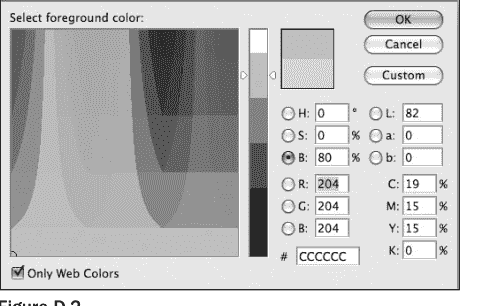 Select foreground color:
OK
Cancel
Custom
H: 0 ° L: 82
S: 0 % a: 0
B: 80 % b: 0
R: 204 C: 19 %
G: 204 M: 15 %
B: 204 Y: 15 %
# CCCCCC K: 0 %
Only Web Colors
Figure D.2